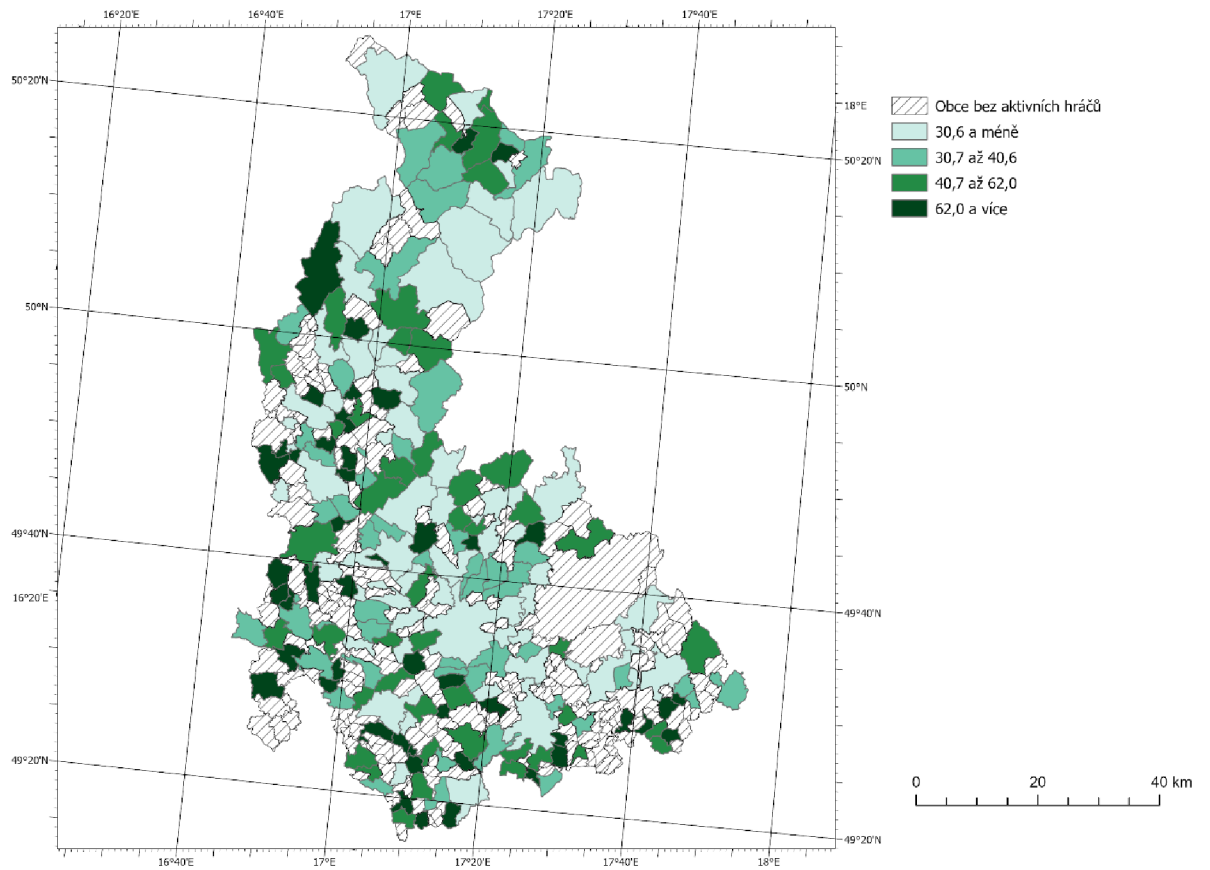 16°20'E 16°40'E 17°E 17°20'E 17°40'E
50°20'N
18°E
Obce bez aktivních hráčů
30,6 a méně
30,7 až 40,6
50°20'N
40,7 až 62,0
62,0 a více
50°N
50°N
49°40'N
16°20'E
49°40'N
49°20'N
0 20 40 km
49°20'N
16°40'E 17°E 17°20'E 17°40'E 18°E